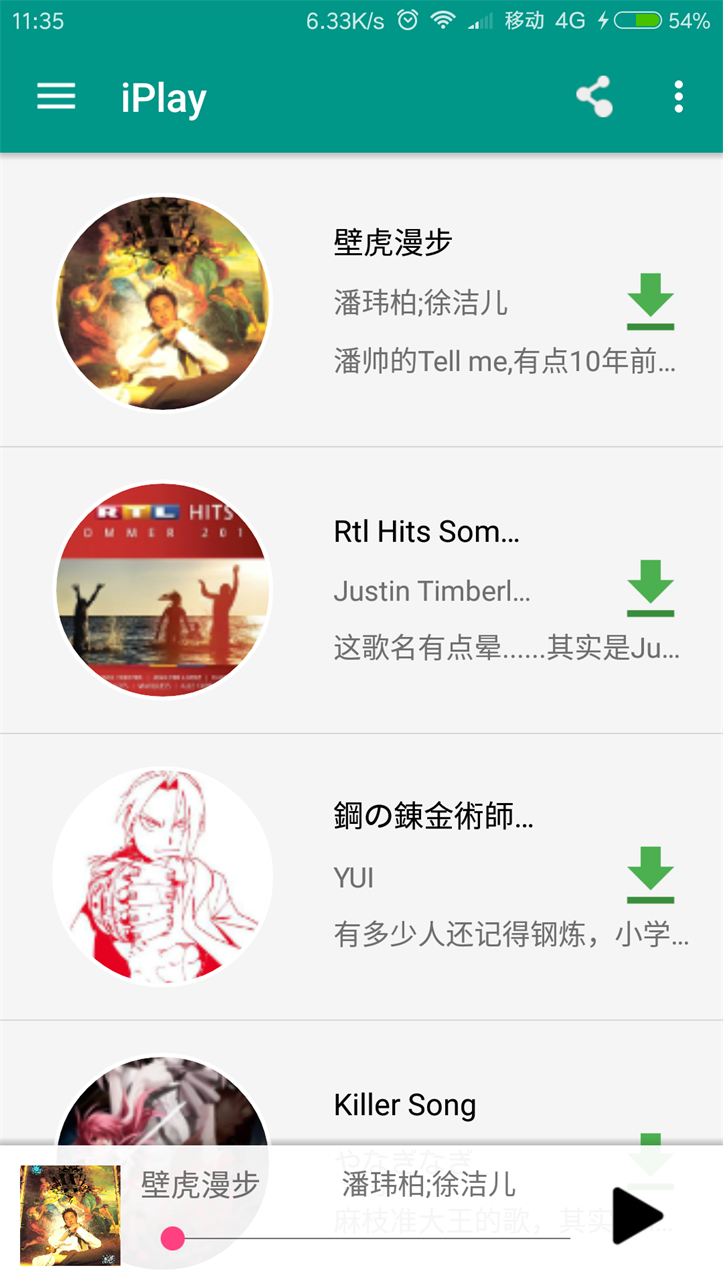 11:35 6.33K/s 移动 4G 54%
iPlay
壁虎漫步
潘玮柏;徐洁儿
潘帅的Tell me,有点10年前...
RTL HITS
OMMER 201
Rtl Hits Som...
Justin Timberl...
这歌名有点晕......其实是Ju...
鋼の錬金術師...
YUI
有多少人还记得钢炼，小学...
Killer Song
やなぎなぎ
麻枝准大王的歌，其实...
壁虎漫步 潘玮柏;徐洁儿